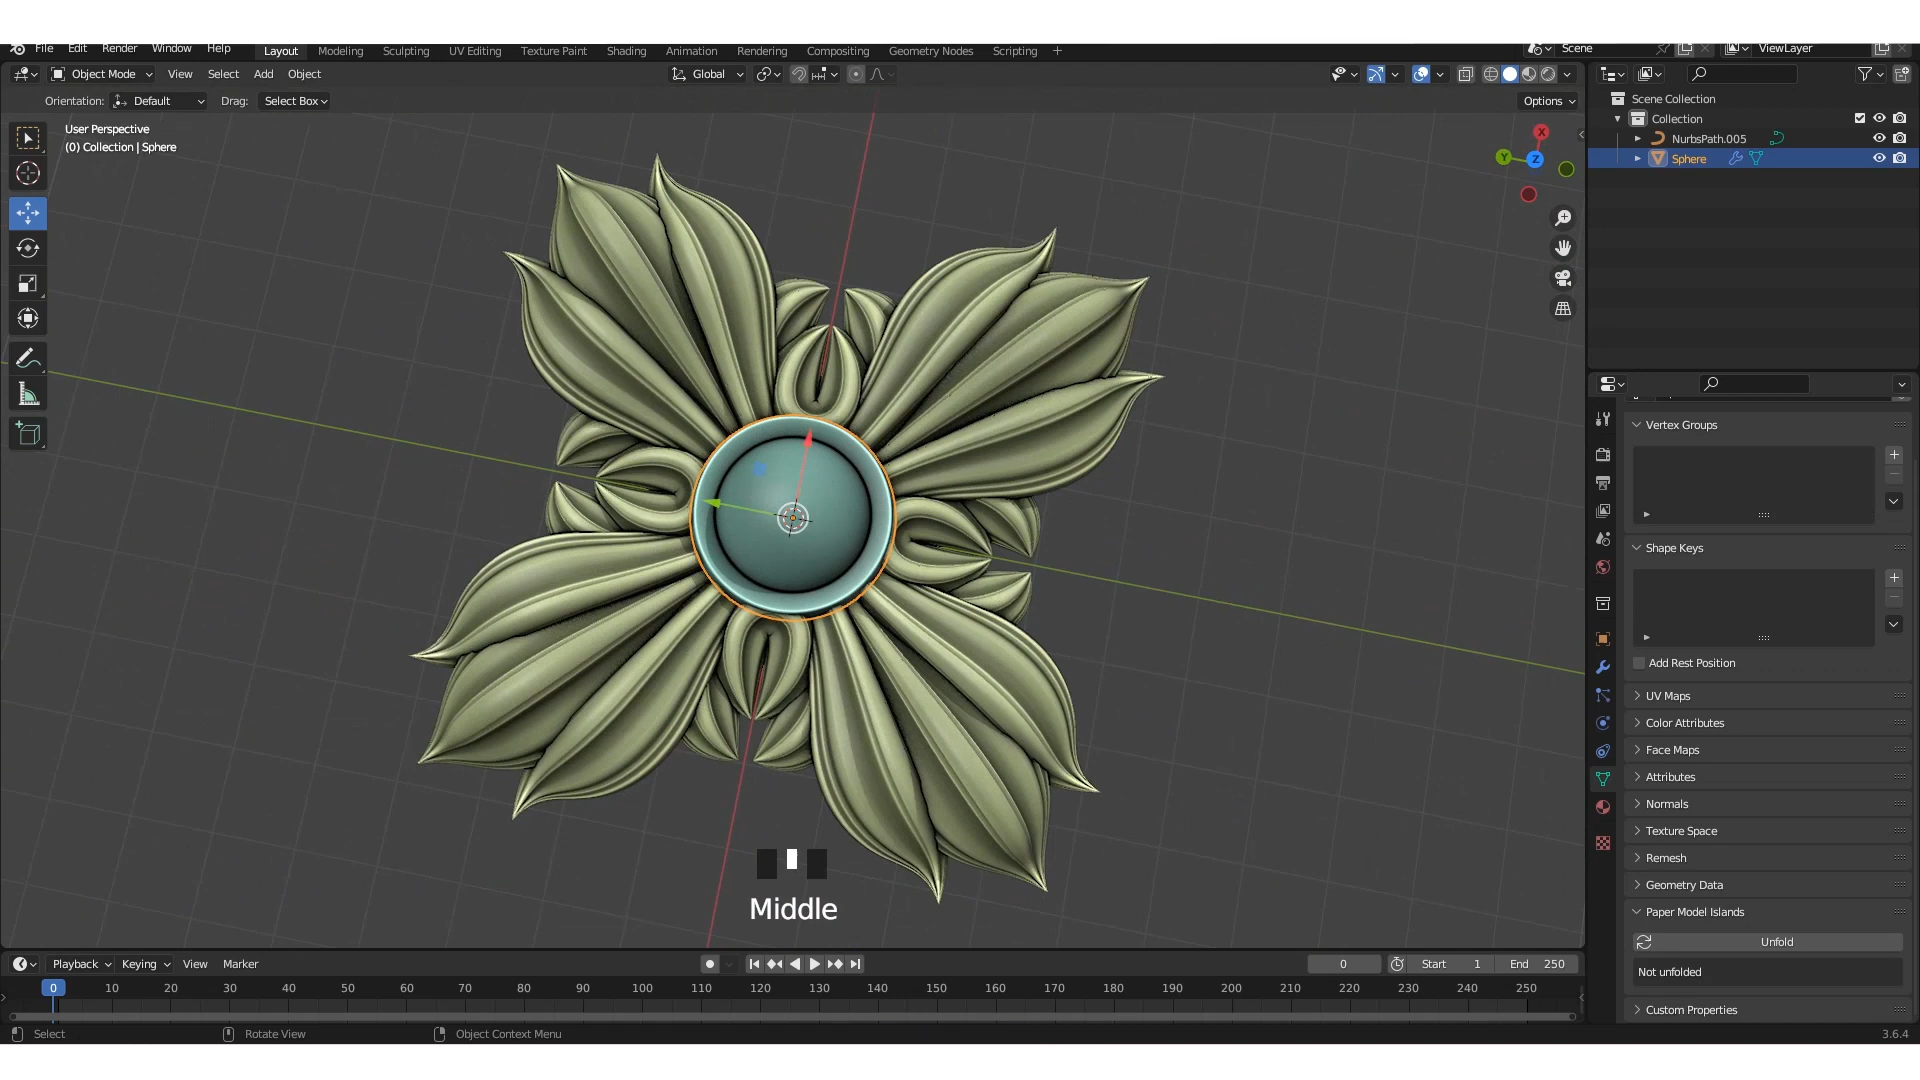 File Edit Render Window Help Layout Modeling Sculpting UV Editing Texture Paint Shading Animation Rendering Compositing Geometry Nodes Scripting + Scene ViewLayer
Object Mode View Select Add Object Global
Orientation: Default Drag: Select Box Options
User Perspective
(0) Collection | Sphere
X
Y
Z
Scene Collection
Collection
NurbsPath.005
Sphere
Vertex Groups
Shape Keys
Add Rest Position
UV Maps
Color Attributes
Face Maps
Attributes
Normals
Texture Space
Remesh
Geometry Data
Paper Model Islands
Unfold
Not unfolded
Custom Properties
Middle
Playback Keying View Marker 0 Start 1 End 250
0 10 20 30 40 50 60 70 80 90 100 110 120 130 140 150 160 170 180 190 200 210 220 230 240 250
Select Rotate View Object Context Menu 3.6.4